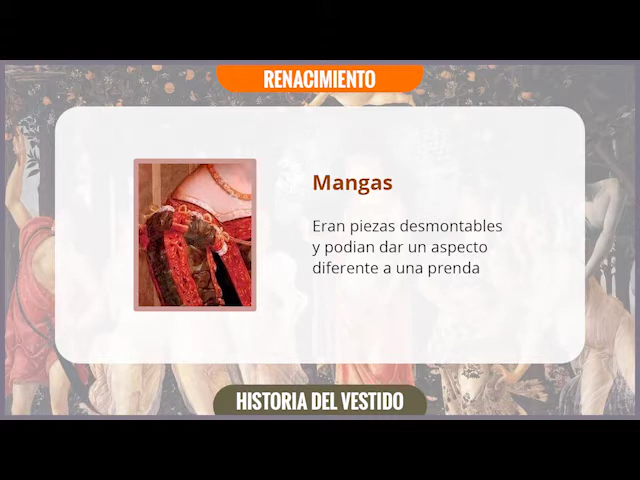 RENACIMIENTO
Mangas
Eran piezas desmontables
y podian dar un aspecto
diferente a una prenda
HISTORIA DEL VESTIDO